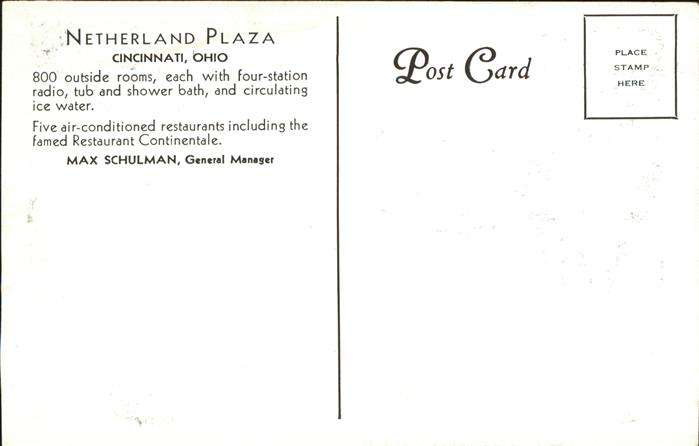 NETHERLAND PLAZA
CINCINNATI, OHIO
800 outside rooms, each with four-station
radio, tub and shower bath, and circulating
ice water.
Five air-conditioned restaurants including the
famed Restaurant Continentale.
MAX SCHULMAN, General Manager
Post Card
PLACE
STAMP
HERE